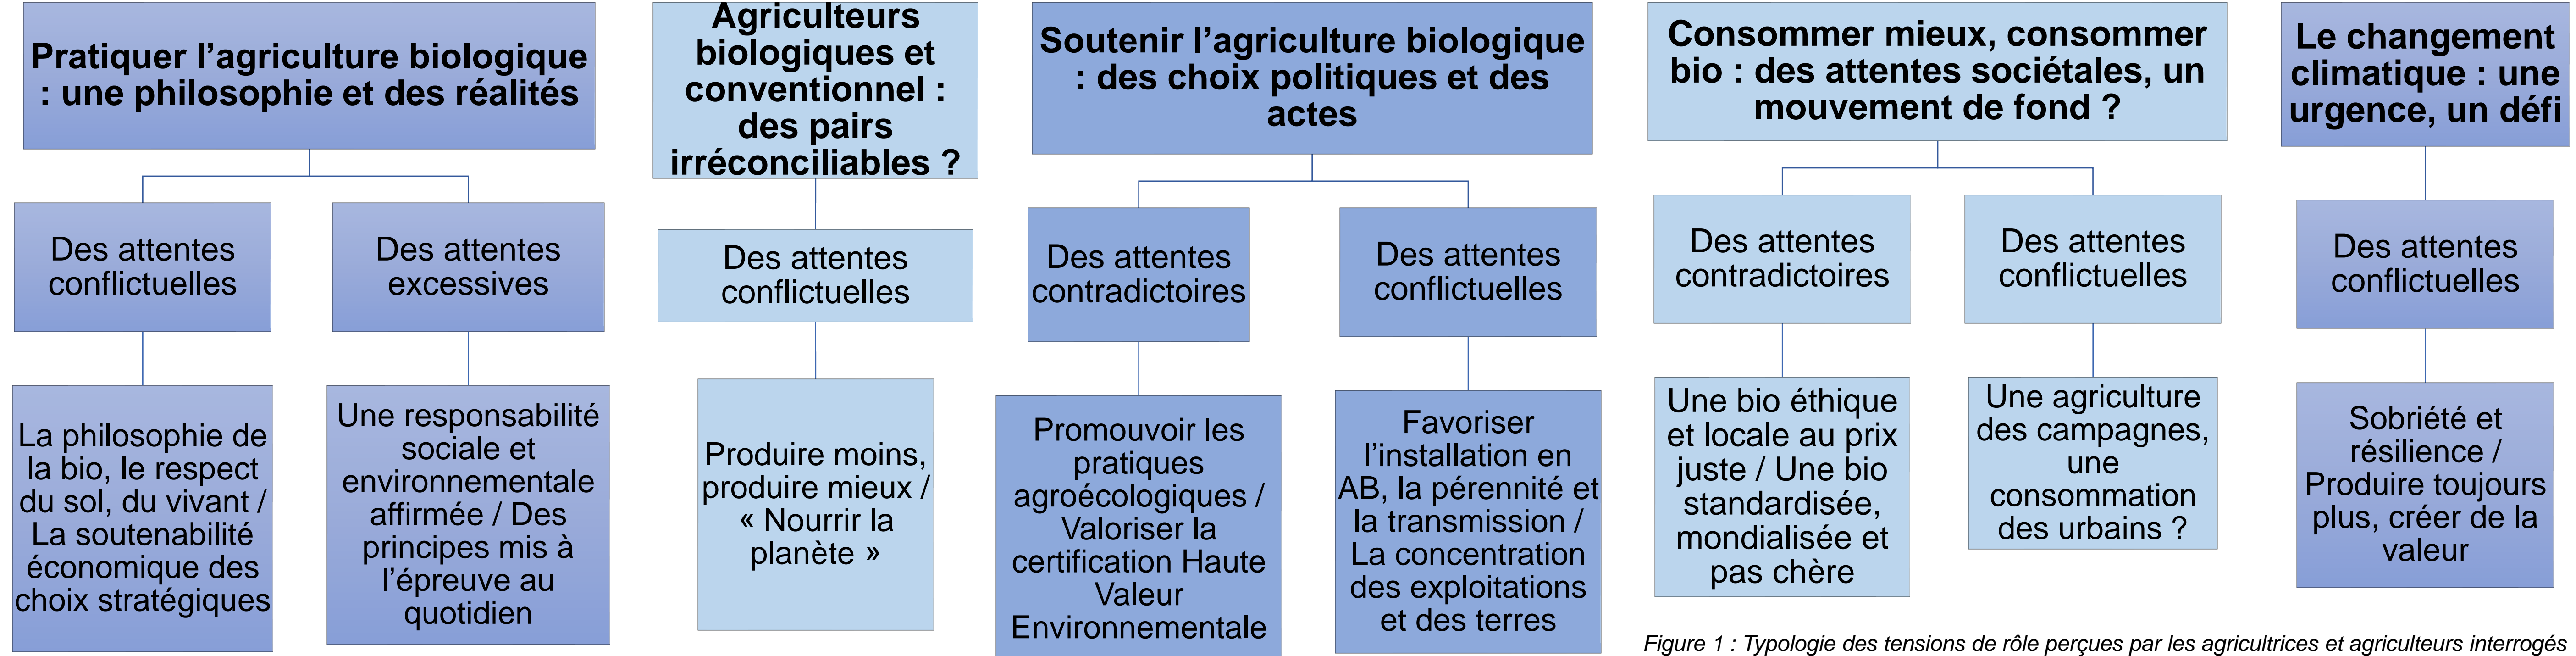 Pratiquer l’agriculture biologique
: une philosophie et des réalités
Des attentes
conflictuelles
La philosophie de
la bio, le respect
du sol, du vivant /
La soutenabilité
économique des
choix stratégiques
Des attentes
excessives
Une responsabilité
sociale et
environnementale
affirmée / Des
principes mis à
l’épreuve au
quotidien
Agriculteurs
biologiques et
conventionnel :
des pairs
irréconciliables ?
Des attentes
conflictuelles
Produire moins,
produire mieux /
« Nourrir la
planète »
Soutenir l’agriculture biologique
: des choix politiques et des
actes
Des attentes
contradictoires
Promouvoir les
pratiques
agroécologiques /
Valoriser la
certification Haute
Valeur
Environnementale
Des attentes
conflictuelles
Favoriser
l’installation en
AB, la pérennité et
la transmission /
La concentration
des exploitations
et des terres
Consommer mieux, consommer
bio : des attentes sociétales, un
mouvement de fond ?
Des attentes
contradictoires
Une bio éthique
et locale au prix
juste / Une bio
standardisée,
mondialisée et
pas chère
Des attentes
conflictuelles
Une agriculture
des campagnes,
une
consommation
des urbains ?
Le changement
climatique : une
urgence, un défi
Des attentes
conflictuelles
Sobriété et
résilience /
Produire toujours
plus, créer de la
valeur
Figure 1 : Typologie des tensions de rôle perçues par les agricultrices et agriculteurs interrogés